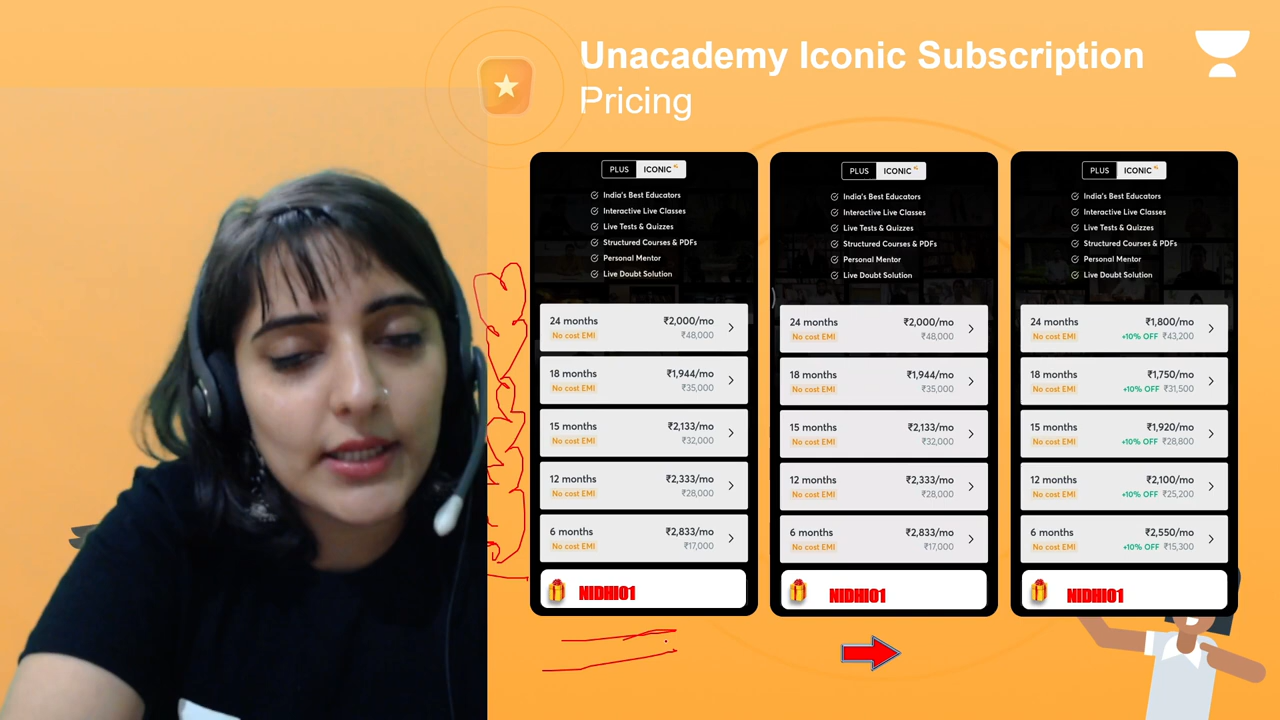 Unacademy Iconic Subscription
Pricing
PLUS ICONIC
India's Best Educators
Interactive Live Classes
Live Tests & Quizzes
Structured Courses & PDFs
Personal Mentor
Live Doubt Solution
24 months ₹2,000/mo
No cost EMI ₹48,000
18 months ₹1,944/mo
No cost EMI ₹35,000
15 months ₹2,133/mo
No cost EMI ₹32,000
12 months ₹2,333/mo
No cost EMI ₹28,000
6 months ₹2,833/mo
No cost EMI ₹17,000
NIDHI01
PLUS ICONIC
India's Best Educators
Interactive Live Classes
Live Tests & Quizzes
Structured Courses & PDFs
Personal Mentor
Live Doubt Solution
24 months ₹2,000/mo
No cost EMI ₹48,000
18 months ₹1,944/mo
No cost EMI ₹35,000
15 months ₹2,133/mo
No cost EMI ₹32,000
12 months ₹2,333/mo
No cost EMI ₹28,000
6 months ₹2,833/mo
No cost EMI ₹17,000
NIDHI01
PLUS ICONIC
India's Best Educators
Interactive Live Classes
Live Tests & Quizzes
Structured Courses & PDFs
Personal Mentor
Live Doubt Solution
24 months ₹1,800/mo
No cost EMI +10% OFF ₹43,200
18 months ₹1,750/mo
No cost EMI +10% OFF ₹31,500
15 months ₹1,920/mo
No cost EMI +10% OFF ₹28,800
12 months ₹2,100/mo
No cost EMI +10% OFF ₹25,200
6 months ₹2,550/mo
No cost EMI +10% OFF ₹15,300
NIDHI01